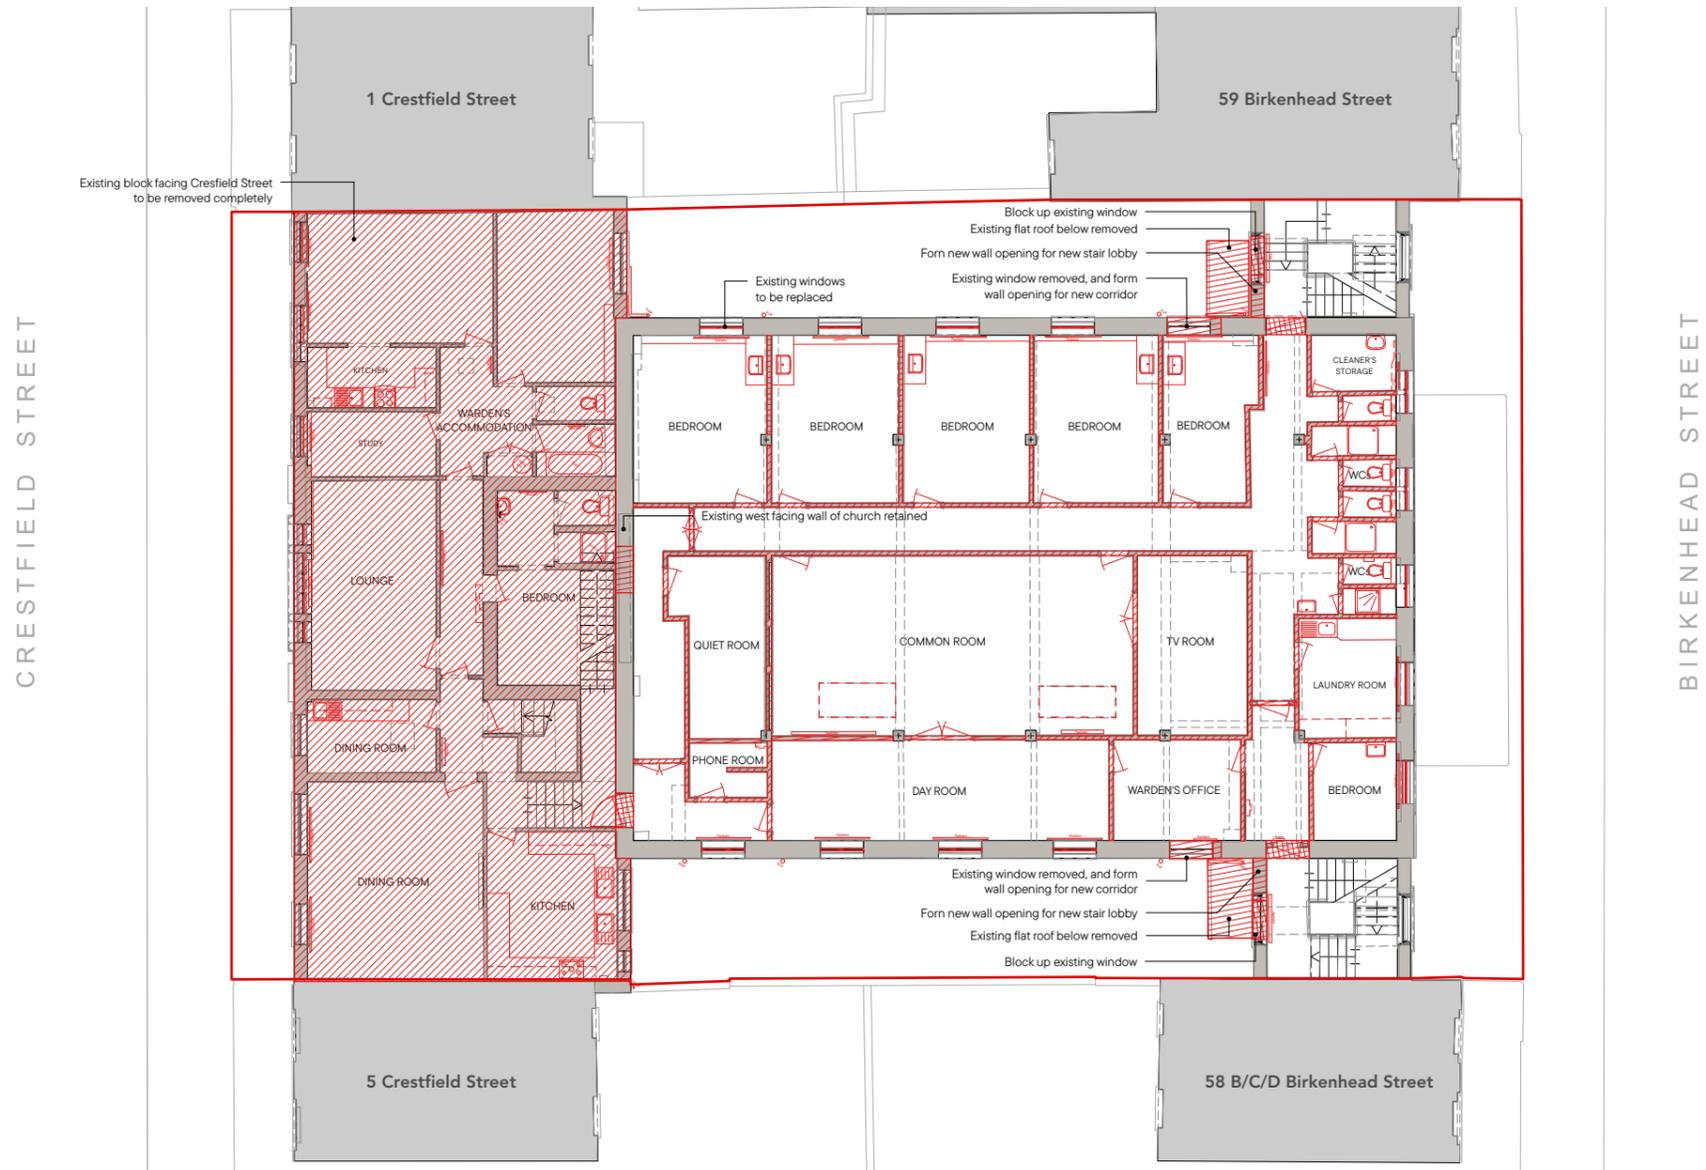 1 Crestfield Street
59 Birkenhead Street
Existing block facing Cresfield Street
to be removed completely
Block up existing window
Existing flat roof below removed
Forn new wall opening for new stair lobby
Existing window removed, and form
wall opening for new corridor
Existing windows
to be replaced
CRESTFIELD STREET
BIRKENHEAD STREET
KITCHEN
CLEANER'S
STORAGE
WARDEN'S
ACCOMMODATION
STUDY
BEDROOM
BEDROOM
BEDROOM
BEDROOM
BEDROOM
WCs
Existing west facing wall of church retained
WCs
LOUNGE
BEDROOM
QUIET ROOM
COMMON ROOM
TV ROOM
LAUNDRY ROOM
DINING ROOM
PHONE ROOM
DAY ROOM
WARDEN'S OFFICE
BEDROOM
DINING ROOM
KITCHEN
Existing window removed, and form
wall opening for new corridor
Forn new wall opening for new stair lobby
Existing flat roof below removed
Block up existing window
5 Crestfield Street
58 B/C/D Birkenhead Street